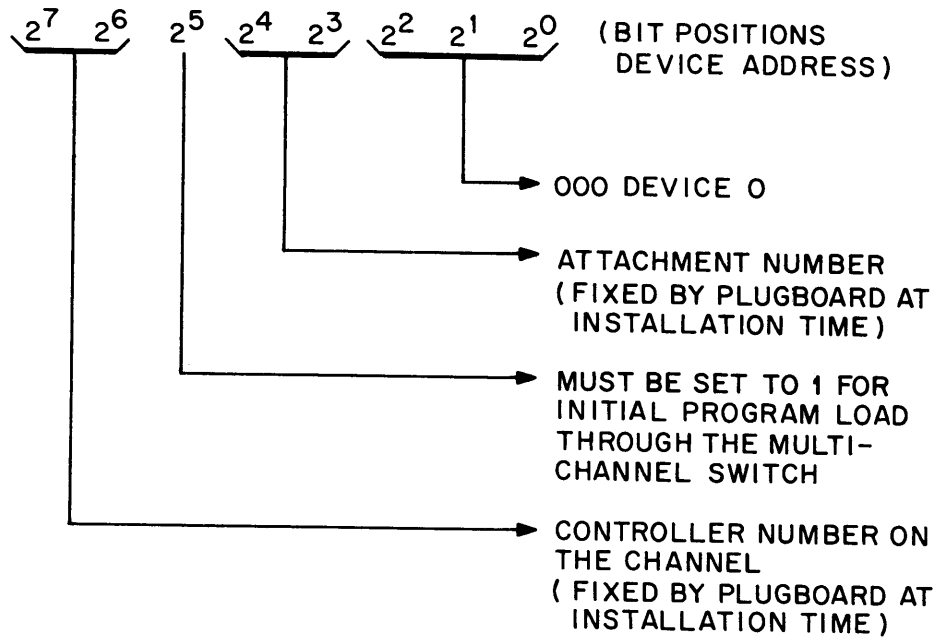 2⁷ 2⁶ 2⁵ 2⁴ 2³ 2² 2¹ 2⁰ (BIT POSITIONS
DEVICE ADDRESS)
000 DEVICE 0
ATTACHMENT NUMBER
(FIXED BY PLUGBOARD AT
INSTALLATION TIME)
MUST BE SET TO 1 FOR
INITIAL PROGRAM LOAD
THROUGH THE MULTI-
CHANNEL SWITCH
CONTROLLER NUMBER ON
THE CHANNEL
(FIXED BY PLUGBOARD AT
INSTALLATION TIME)